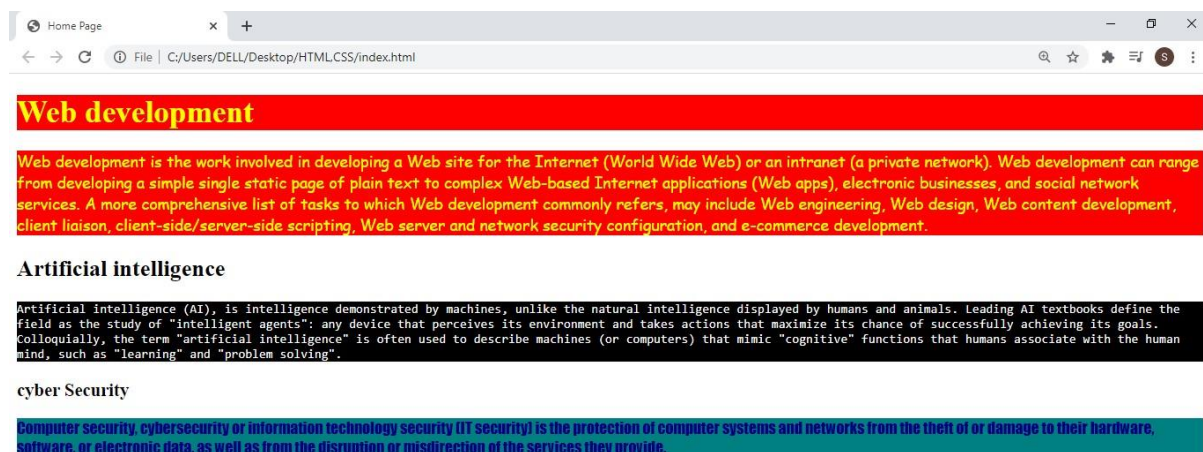 Home Page
File C:/Users/DELL/Desktop/HTML,CSS/index.html
S
Web development
Web development is the work involved in developing a Web site for the Internet (World Wide Web) or an intranet (a private network). Web development can range
from developing a simple single static page of plain text to complex Web-based Internet applications (Web apps), electronic businesses, and social network
services. A more comprehensive list of tasks to which Web development commonly refers, may include Web engineering, Web design, Web content development,
client liaison, client-side/server-side scripting, Web server and network security configuration, and e-commerce development.
Artificial intelligence
Artificial intelligence (AI), is intelligence demonstrated by machines, unlike the natural intelligence displayed by humans and animals. Leading AI textbooks define the
field as the study of "intelligent agents": any device that perceives its environment and takes actions that maximize its chance of successfully achieving its goals.
Colloquially, the term "artificial intelligence" is often used to describe machines (or computers) that mimic "cognitive" functions that humans associate with the human
mind, such as "learning" and "problem solving".
cyber Security
Computer security, cybersecurity or information technology security (IT security) is the protection of computer systems and networks from the theft of or damage to their hardware,
software, or electronic data, as well as from the disruption or misdirection of the services they provide.